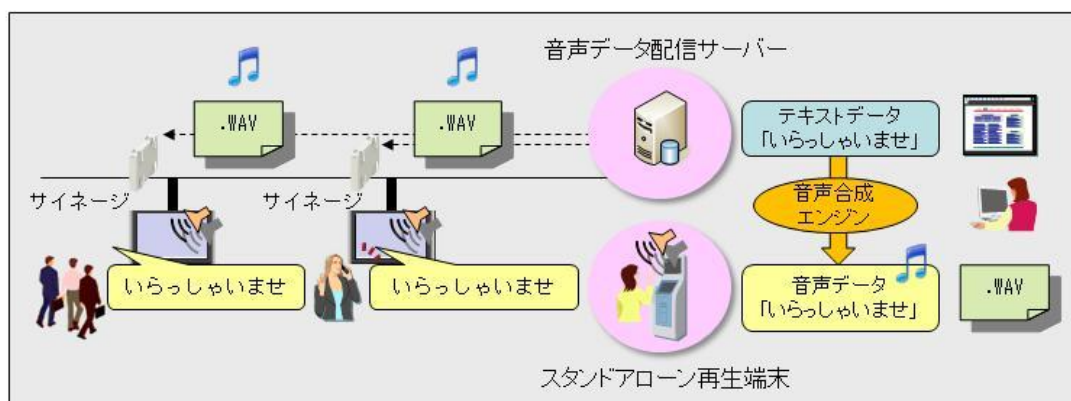 音声データ配信サーバー
.WAV
.WAV
テキストデータ
「いらっしゃいませ」
サイネージ
サイネージ
音声合成
エンジン
いらっしゃいませ
いらっしゃいませ
音声データ
「いらっしゃいませ」
.WAV
スタンドアローン再生端末